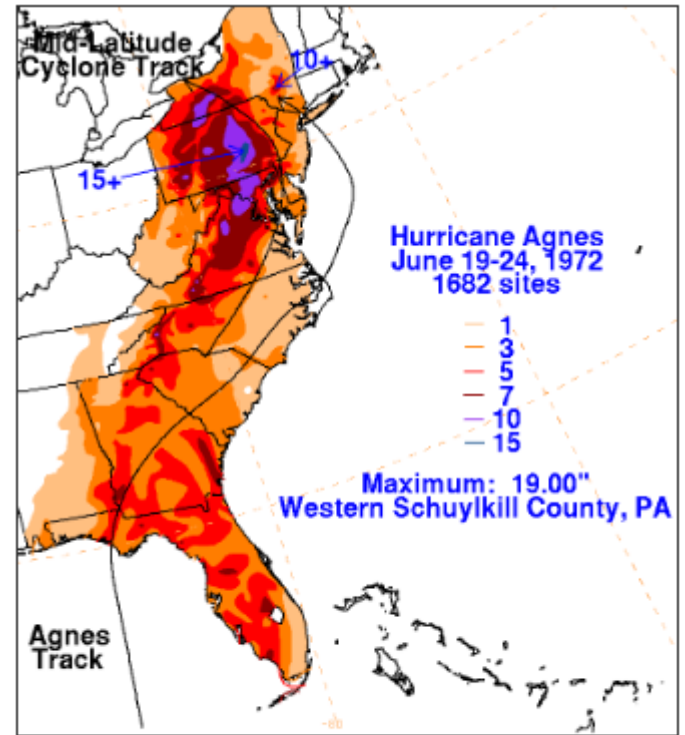 Mid-Latitude
Cyclone Track
10+
15+
Hurricane Agnes
June 19-24, 1972
1682 sites
1
3
5
7
10
15
Maximum: 19.00"
Western Schuylkill County, PA
Agnes
Track
-80